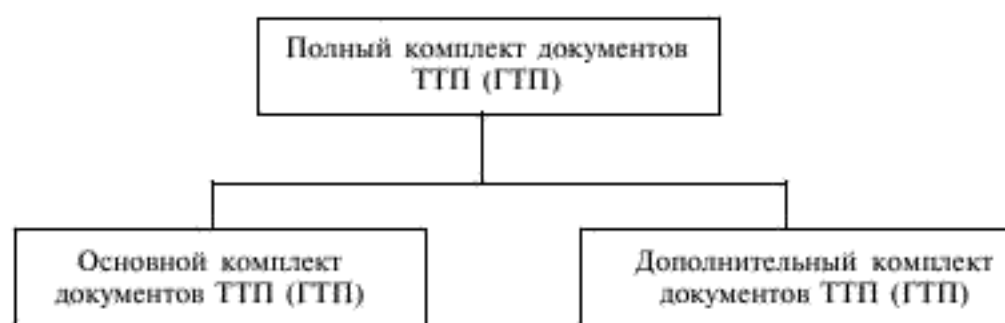 Полный комплект документов
ТТП (ГТП)
Основной комплект
документов ТТП (ГТП)
Дополнительный комплект
документов ТТП (ГТП)